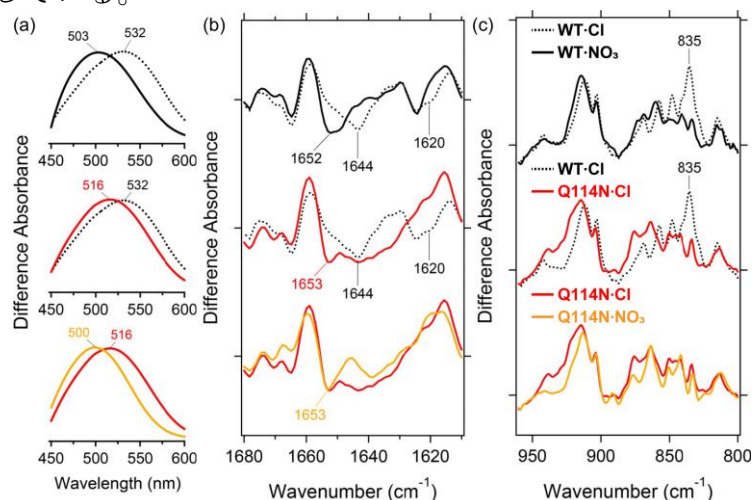 (a)
503
532
Difference Absorbance
516
532
500
516
450 500 550 600
450 500 550 600
450 500 550 600
Wavelength (nm)
(b)
Difference Absorbance
1652
1644
1620
1653
1644
1620
1653
1680 1660 1640 1620
Wavenumber (cm⁻¹)
(c)
Difference Absorbance
WT·Cl
WT·NO₃
835
WT·Cl
Q114N·Cl
835
Q114N·Cl
Q114N·NO₃
950 900 850 800
Wavenumber (cm⁻¹)